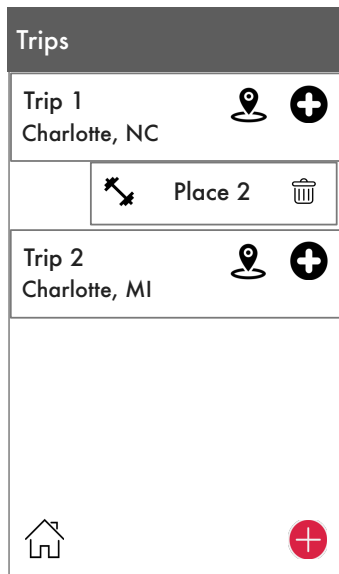 Trips
Trip 1
Charlotte, NC
Place 2
Trip 2
Charlotte, MI